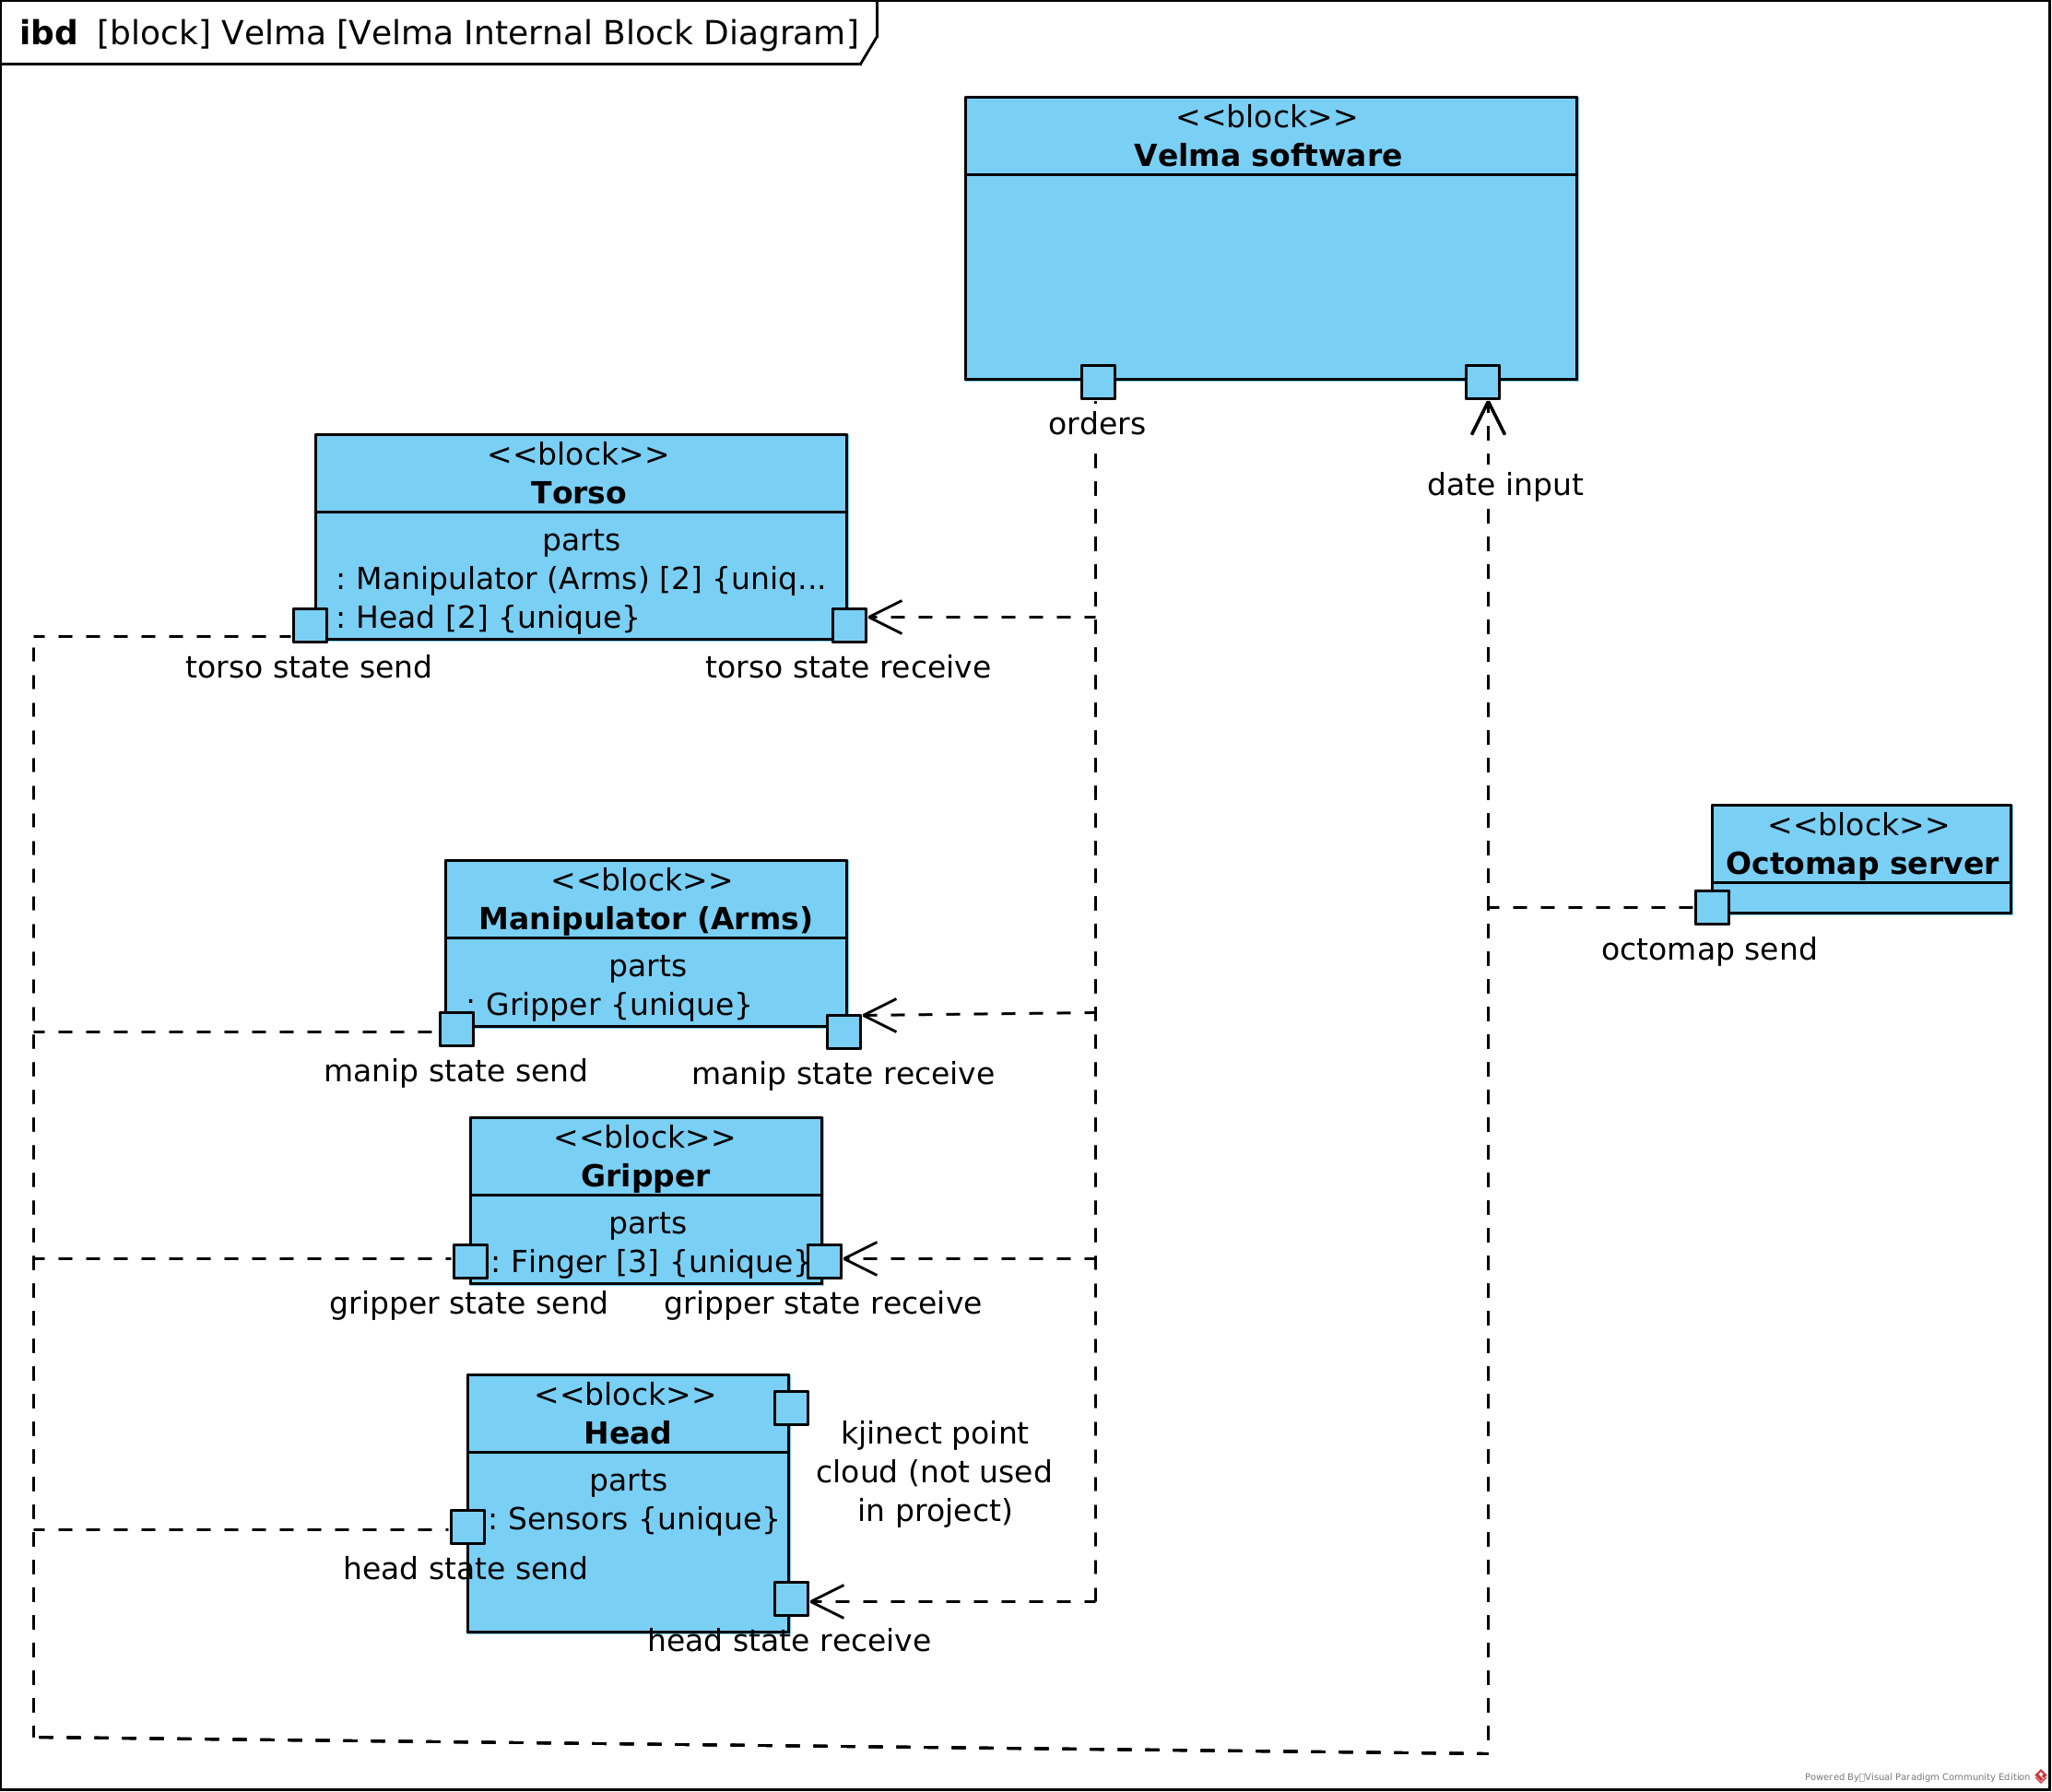 ibd [block] Velma [Velma Internal Block Diagram]
<<block>>
Velma software
orders
date input
<<block>>
Torso
parts
: Manipulator (Arms) [2] {uniq...
: Head [2] {unique}
torso state send
torso state receive
<<block>>
Octomap server
octomap send
<<block>>
Manipulator (Arms)
parts
: Gripper {unique}
manip state send
manip state receive
<<block>>
Gripper
parts
: Finger [3] {unique}
gripper state send
gripper state receive
<<block>>
Head
parts
: Sensors {unique}
kjinect point
cloud (not used
in project)
head state send
head state receive
Powered By Visual Paradigm Community Edition